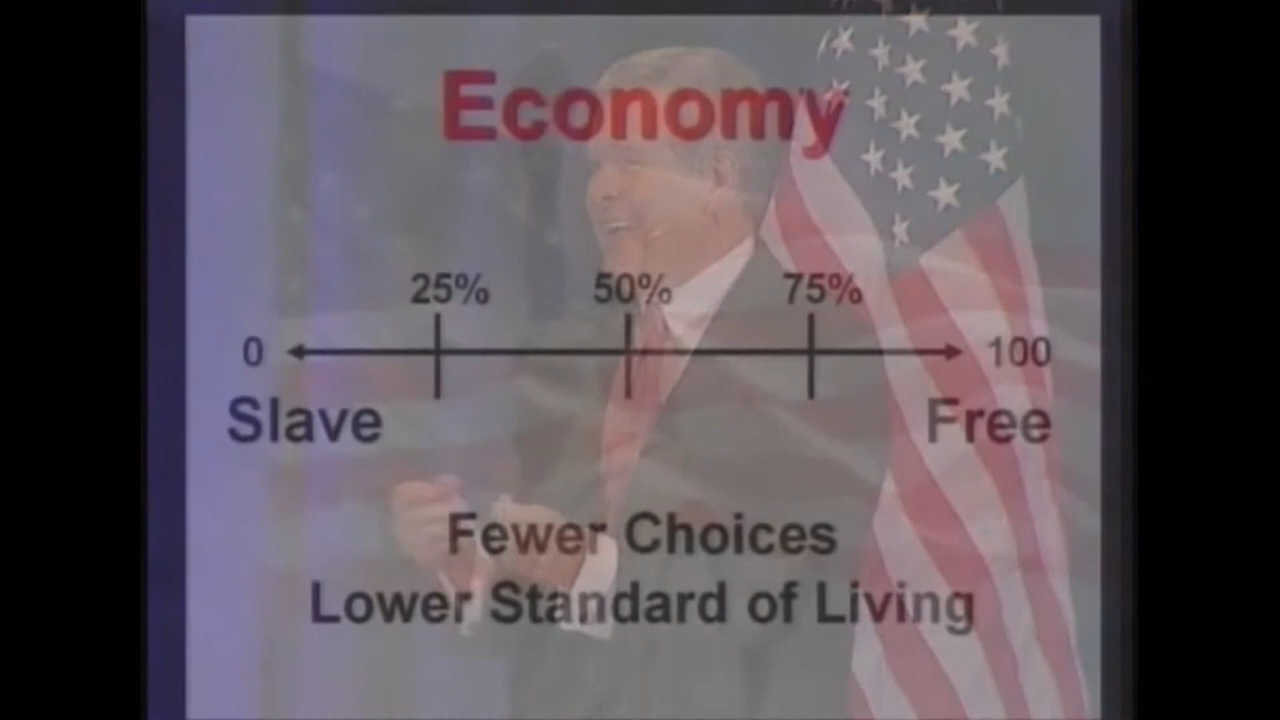 Economy
25% 50% 75%
0 100
Slave Free
Fewer Choices
Lower Standard of Living